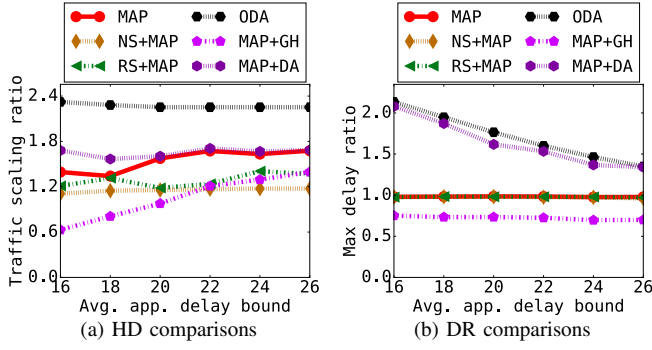 MAP
ODA
NS+MAP
MAP+GH
RS+MAP
MAP+DA
Traffic scaling ratio
2.4
1.8
1.2
0.6
0.0
16 18 20 22 24 26
Avg. app. delay bound
(a) HD comparisons
MAP
ODA
NS+MAP
MAP+GH
RS+MAP
MAP+DA
Max delay ratio
2.0
1.5
1.0
0.5
0.0
16 18 20 22 24 26
Avg. app. delay bound
(b) DR comparisons